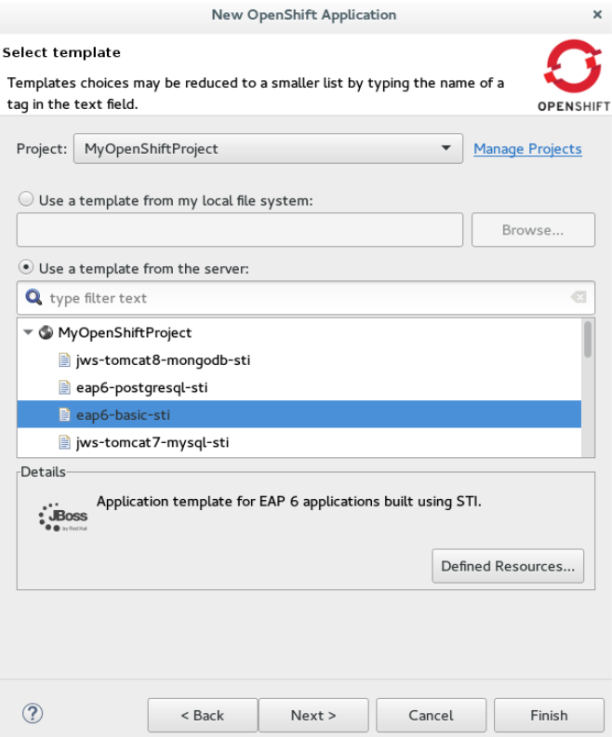 New OpenShift Application
×
Select template
Templates choices may be reduced to a smaller list by typing the name of a
tag in the text field.
OPENSHIFT
Project: MyOpenShiftProject Manage Projects
Use a template from my local file system:
Browse...
Use a template from the server:
type filter text
MyOpenShiftProject
jws-tomcat8-mongodb-sti
eap6-postgresql-sti
eap6-basic-sti
jws-tomcat7-mysql-sti
Details
Application template for EAP 6 applications built using STI.
JBoss
by Red Hat
Defined Resources...
? < Back Next > Cancel Finish